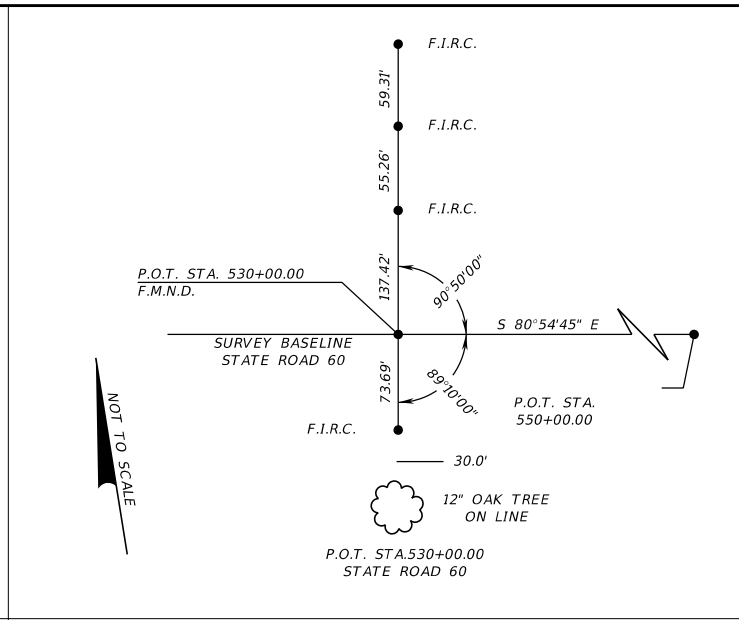 F.I.R.C.
59.31'
F.I.R.C.
55.26'
F.I.R.C.
137.42'
90°50'00"
P.O.T. STA. 530+00.00
F.M.N.D.
S 80°54'45" E
SURVEY BASELINE
STATE ROAD 60
73.69'
89°10'00"
P.O.T. STA.
550+00.00
F.I.R.C.
NOT TO SCALE
30.0'
12" OAK TREE
ON LINE
P.O.T. STA.530+00.00
STATE ROAD 60